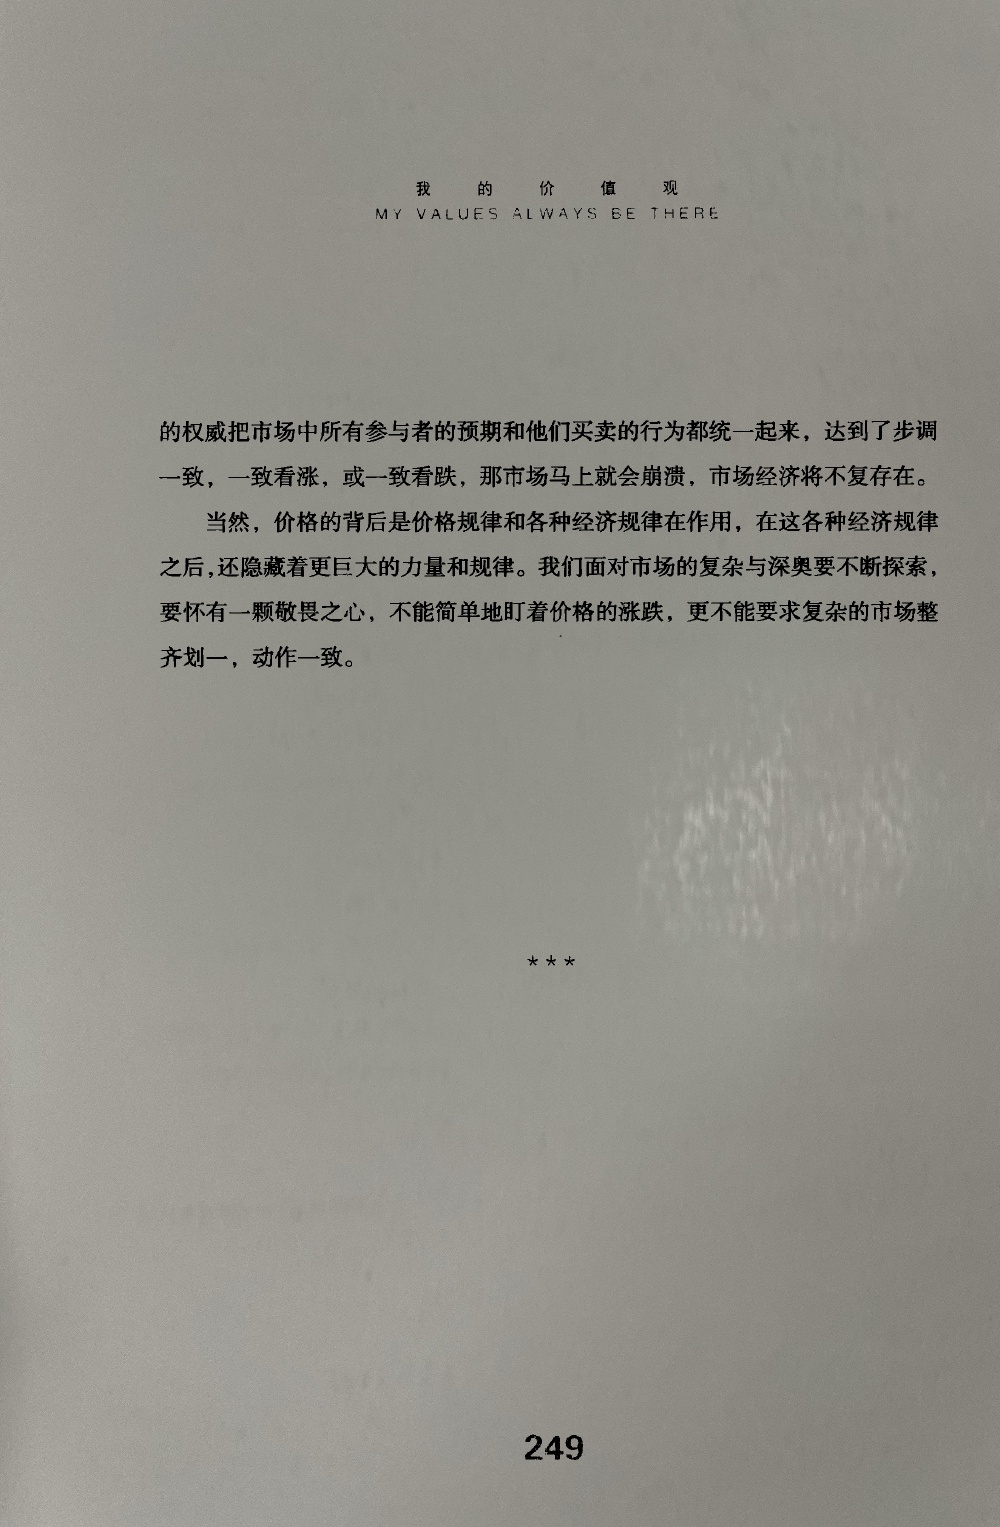 我的价值观
MY VALUES ALWAYS BE THERE
的权威把市场中所有参与者的预期和他们买卖的行为都统一起来，达到了步调
一致，一致看涨，或一致看跌，那市场马上就会崩溃，市场经济将不复存在。
当然，价格的背后是价格规律和各种经济规律在作用，在这各种经济规律
之后，还隐藏着更巨大的力量和规律。我们面对市场的复杂与深奥要不断探索，
要怀有一颗敬畏之心，不能简单地盯着价格的涨跌，更不能要求复杂的市场整
齐划一，动作一致。
***
249